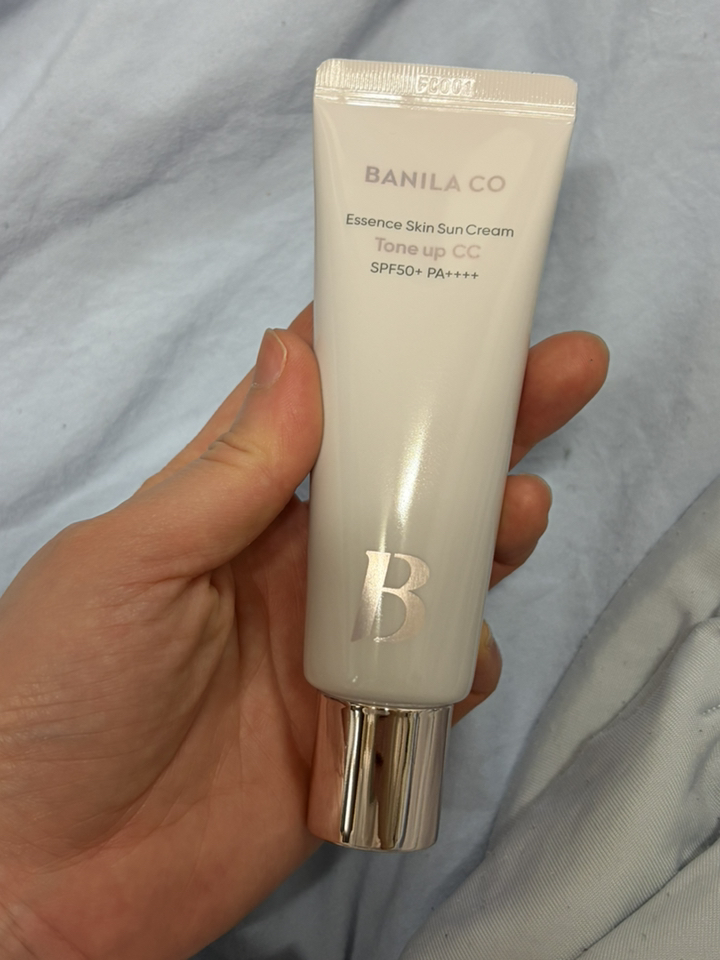 BANILA CO
Essence Skin Sun Cream
Tone up CC
SPF50+ PA++++
B